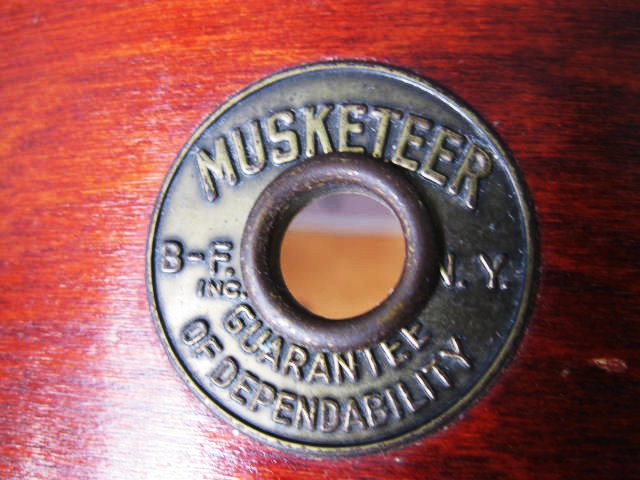 MUSKETEER
B-F. N.Y.
INC.
GUARANTEE
OF DEPENDABILITY